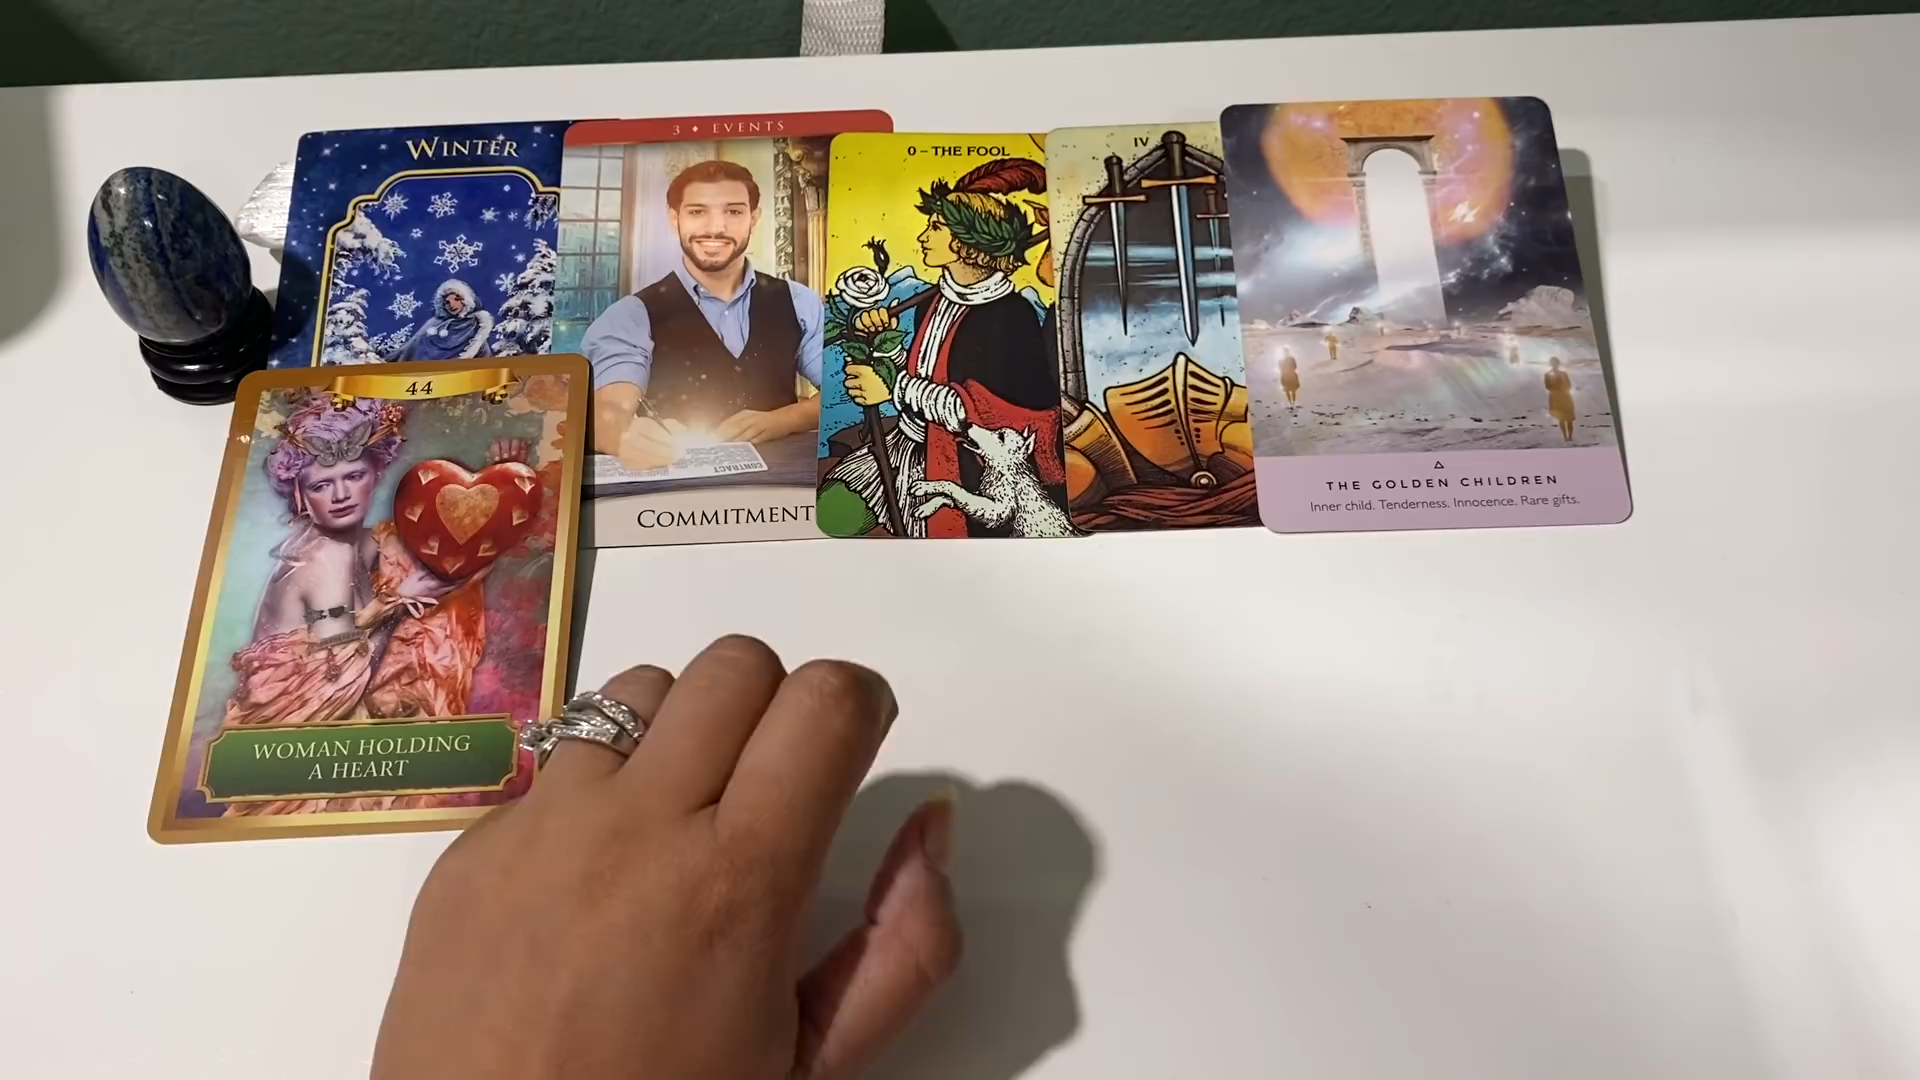 WINTER
3 ♦ EVENTS
CONTRACT
COMMITMENT
0 – THE FOOL
IV
THE GOLDEN CHILDREN
Inner child. Tenderness. Innocence. Rare gifts.
44
WOMAN HOLDING
A HEART